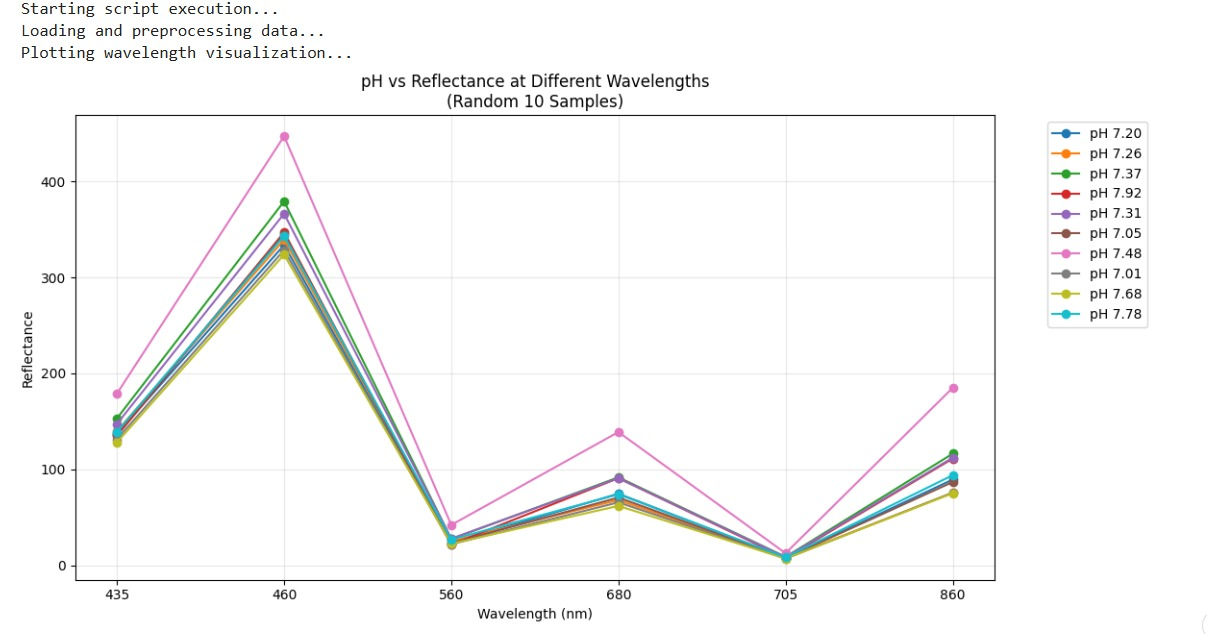 Starting script execution...
Loading and preprocessing data...
Plotting wavelength visualization...
pH vs Reflectance at Different Wavelengths
(Random 10 Samples)
Reflectance
400
300
200
100
0
435 460 560 680 705 860
Wavelength (nm)
pH 7.20
pH 7.26
pH 7.37
pH 7.92
pH 7.31
pH 7.05
pH 7.48
pH 7.01
pH 7.68
pH 7.78